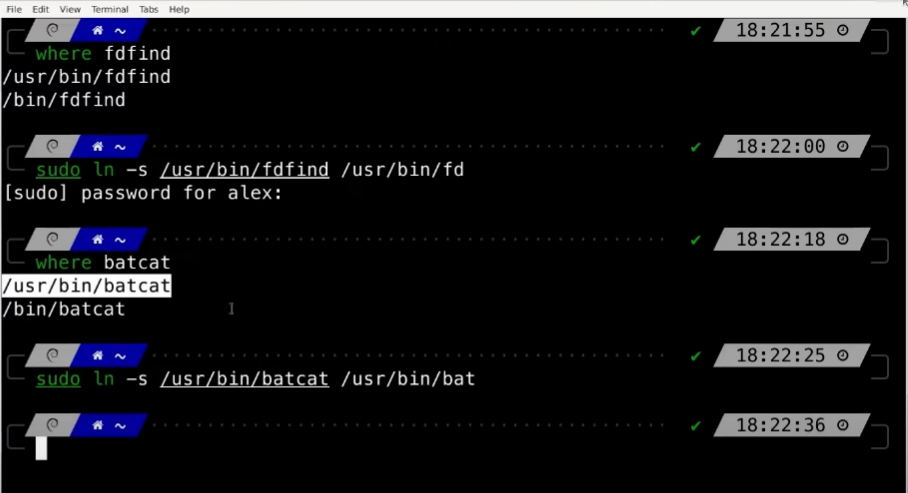 File Edit View Terminal Tabs Help
~ ✔ 18:21:55
where fdfind
/usr/bin/fdfind
/bin/fdfind
~ ✔ 18:22:00
sudo ln -s /usr/bin/fdfind /usr/bin/fd
[sudo] password for alex:
~ ✔ 18:22:18
where batcat
/usr/bin/batcat
/bin/batcat
~ ✔ 18:22:25
sudo ln -s /usr/bin/batcat /usr/bin/bat
~ ✔ 18:22:36